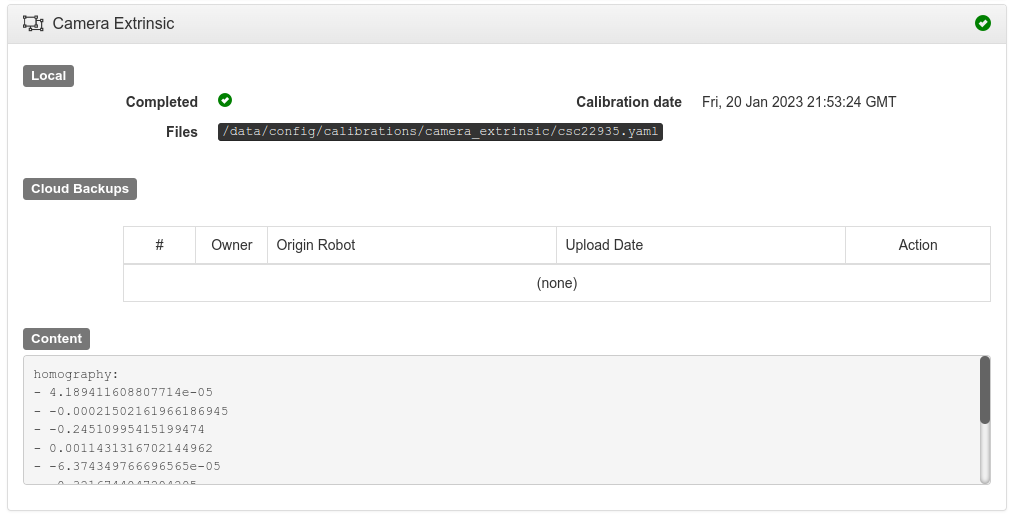 Camera Extrinsic
Local
Completed
Calibration date Fri, 20 Jan 2023 21:53:24 GMT
Files /data/config/calibrations/camera_extrinsic/csc22935.yaml
Cloud Backups
# Owner Origin Robot Upload Date Action
(none)
Content
homography:
- 4.189411608807714e-05
- -0.00021502161966186945
- -0.24510995415199474
- 0.0011431316702144962
- -6.374349766696565e-05